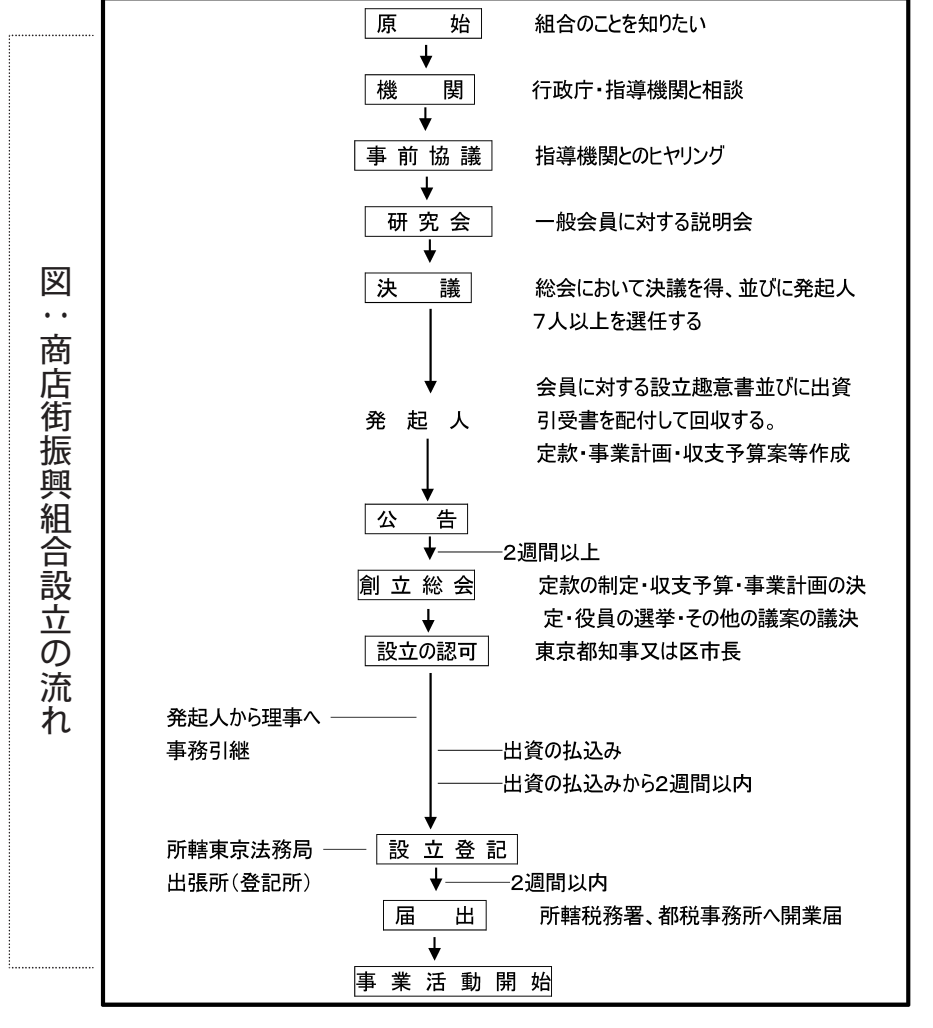 図：商店街振興組合設立の流れ
原　始　組合のことを知りたい
機　関　行政庁・指導機関と相談
事前協議　指導機関とのヒヤリング
研究会　一般会員に対する説明会
決　議　総会において決議を得、並びに発起人
７人以上を選任する
会員に対する設立趣意書並びに出資
発起人　引受書を配付して回収する。
定款・事業計画・収支予算案等作成
公　告
2週間以上
創立総会　定款の制定・収支予算・事業計画の決
定・役員の選挙・その他の議案の議決
設立の認可　東京都知事又は区市長
発起人から理事へ
事務引継　出資の払込み
出資の払込みから2週間以内
所轄東京法務局　設立登記
出張所（登記所）　2週間以内
届　出　所轄税務署、都税事務所へ開業届
事業活動開始